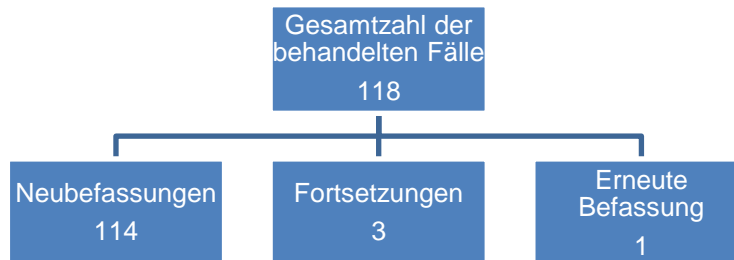 Gesamtzahl der
behandelten Fälle
118
Neubefassungen
114
Fortsetzungen
3
Erneute
Befassung
1